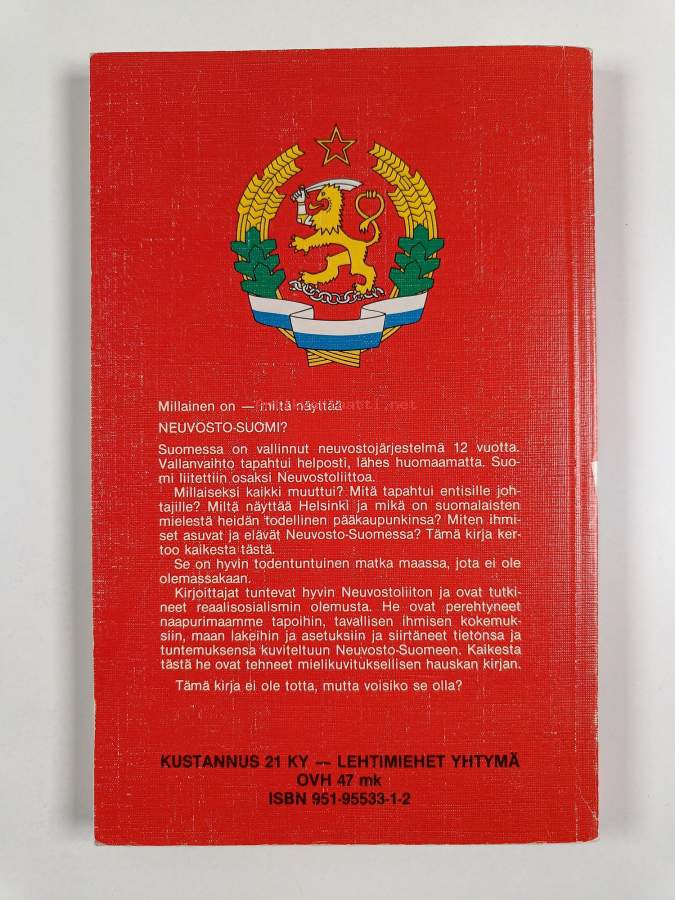 Millainen on — miltä näyttää
NEUVOSTO-SUOMI?
Suomessa on vallinnut neuvostojärjestelmä 12 vuotta.
Vallanvaihto tapahtui helposti, lähes huomaamatta. Suo-
mi liitettiin osaksi Neuvostoliittoa.
Millaiseksi kaikki muuttui? Mitä tapahtui entisille joh-
tajille? Miltä näyttää Helsinki ja mikä on suomalaisten
mielestä heidän todellinen pääkaupunkinsa? Miten ihmi-
set asuvat ja elävät Neuvosto-Suomessa? Tämä kirja ker-
too kaikesta tästä.
Se on hyvin todentuntuinen matka maassa, jota ei ole
olemassakaan.
Kirjoittajat tuntevat hyvin Neuvostoliiton ja ovat tutki-
neet reaalisosialismin olemusta. He ovat perehtyneet
naapurimaamme tapoihin, tavallisen ihmisen kokemuk-
siin, maan lakeihin ja asetuksiin ja siirtäneet tietonsa ja
tuntemuksensa kuviteltuun Neuvosto-Suomeen. Kaikesta
tästä he ovat tehneet mielikuvituksellisen hauskan kirjan.
Tämä kirja ei ole totta, mutta voisiko se olla?
KUSTANNUS 21 KY — LEHTIMIEHET YHTYMÄ
OVH 47 mk
ISBN 951-95533-1-2